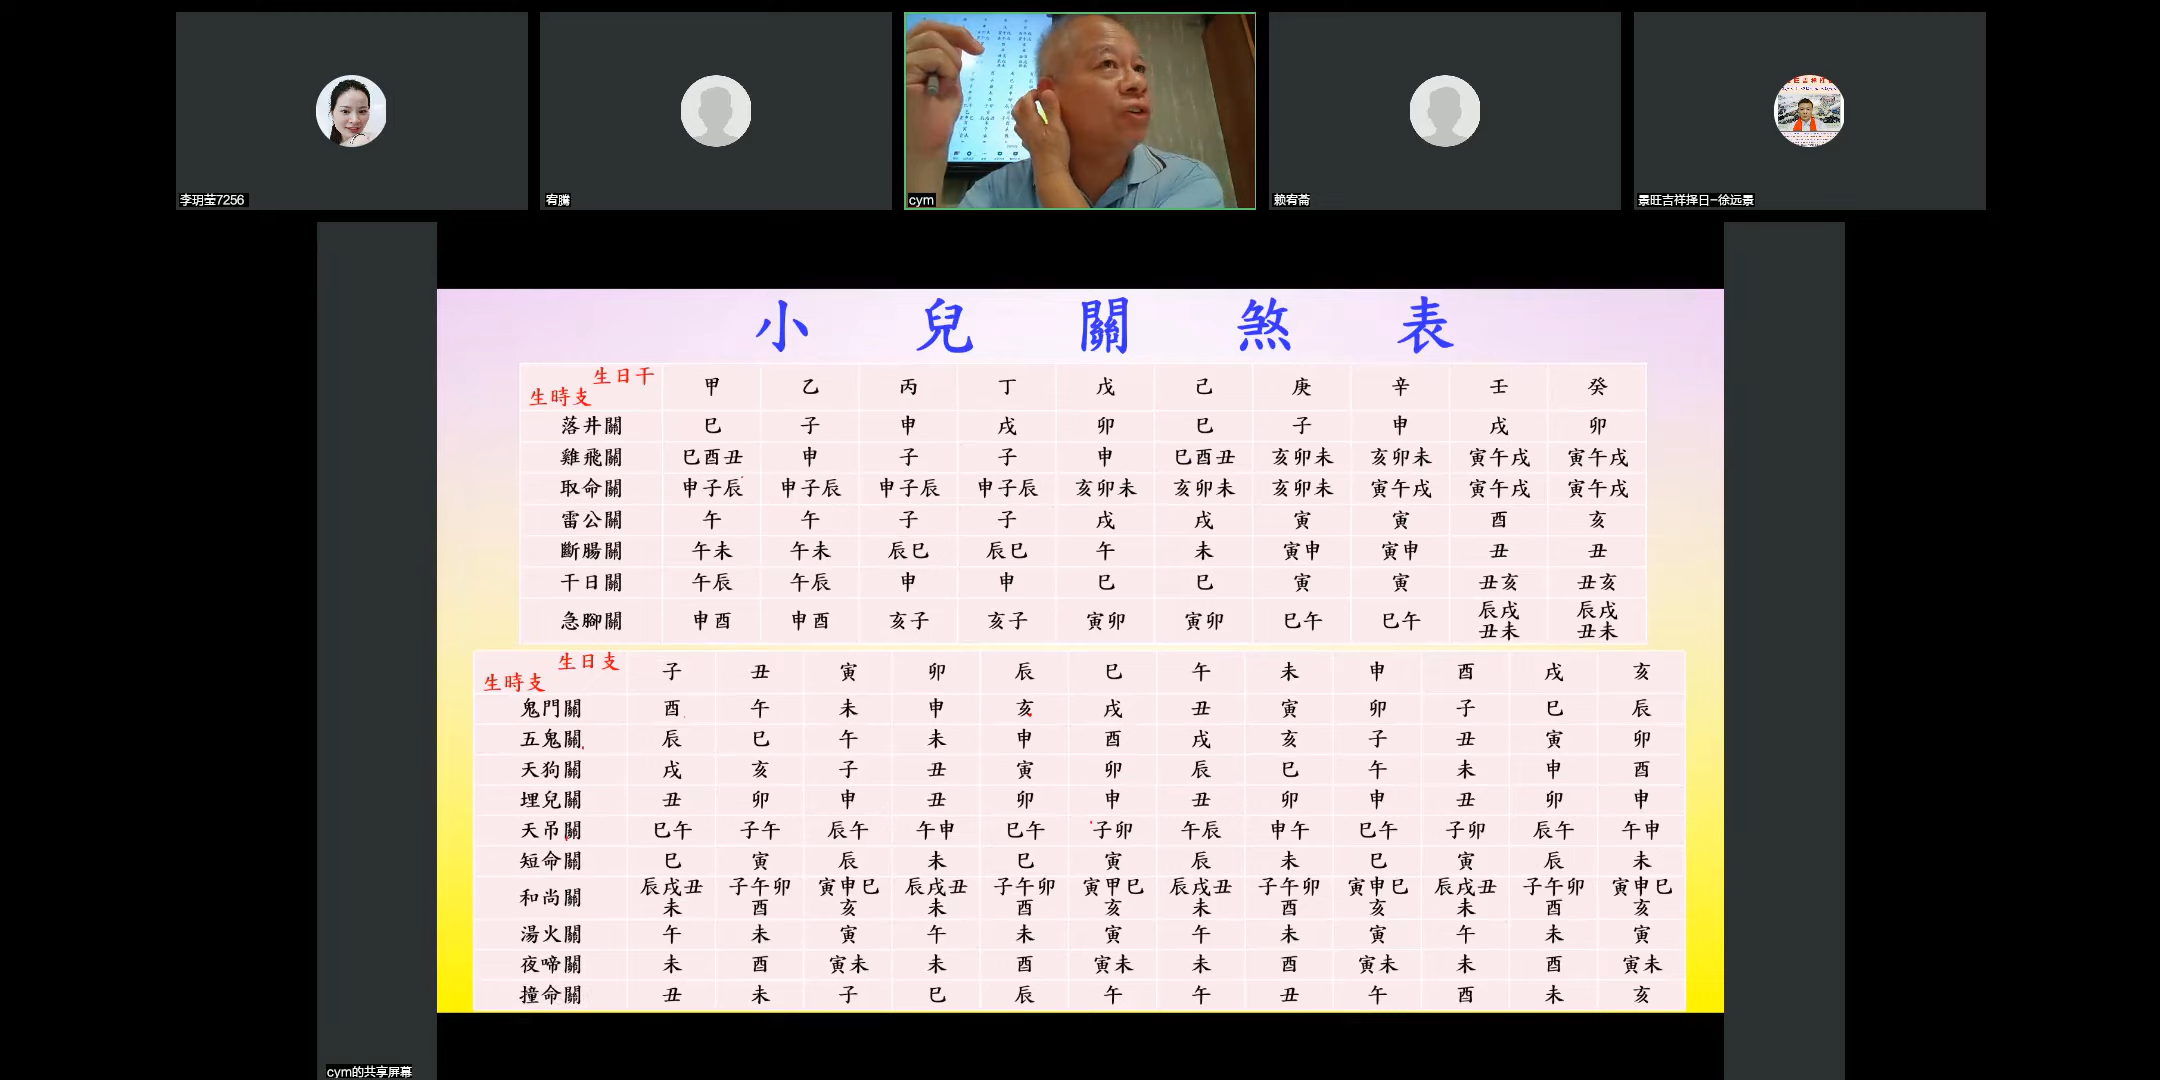 李玥莹7256
宥騰
cym
赖宥蓊
景旺吉祥择日-徐远景
小 兒 關 煞 表
生日干 甲 乙 丙 丁 戊 己 庚 辛 壬 癸
生時支
落井關 巳 子 申 戌 卯 巳 子 申 戌 卯
雞飛關 巳酉丑 申 子 子 申 巳酉丑 亥卯未 亥卯未 寅午戌 寅午戌
取命關 申子辰 申子辰 申子辰 申子辰 亥卯未 亥卯未 亥卯未 寅午戌 寅午戌 寅午戌
雷公關 午 午 子 子 戌 戌 寅 寅 酉 亥
斷腸關 午未 午未 辰巳 辰巳 午 未 寅申 寅申 丑 丑
千日關 午辰 午辰 申 申 巳 巳 寅 寅 丑亥 丑亥
急腳關 申酉 申酉 亥子 亥子 寅卯 寅卯 巳午 巳午 辰戌丑未 辰戌丑未
生日支 子 丑 寅 卯 辰 巳 午 未 申 酉 戌 亥
生時支
鬼門關 酉 午 未 申 亥 戌 丑 寅 卯 子 巳 辰
五鬼關 辰 巳 午 未 申 酉 戌 亥 子 丑 寅 卯
天狗關 戌 亥 子 丑 寅 卯 辰 巳 午 未 申 酉
埋兒關 丑 卯 申 丑 卯 申 丑 卯 申 丑 卯 申
天吊關 巳午 子午 辰午 午申 巳午 子卯 午辰 申午 巳午 子卯 辰午 午申
短命關 巳 寅 辰 未 巳 寅 辰 未 巳 寅 辰 未
和尚關 辰戌丑未 子午卯酉 寅申巳亥 辰戌丑未 子午卯酉 寅甲巳亥 辰戌丑未 子午卯酉 寅申巳亥 辰戌丑未 子午卯酉 寅申巳亥
湯火關 午 未 寅 午 未 寅 午 未 寅 午 未 寅
夜啼關 未 酉 寅未 未 酉 寅未 未 酉 寅未 未 酉 寅未
撞命關 丑 未 子 巳 辰 午 午 丑 午 酉 未 亥
cym的共享屏幕